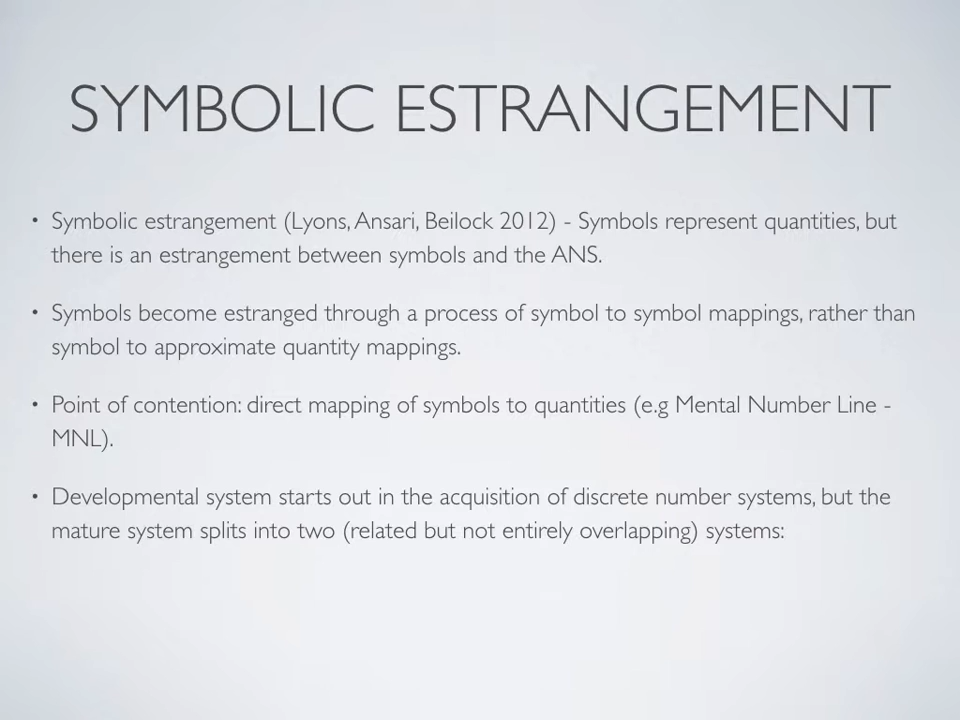 SYMBOLIC ESTRANGEMENT
• Symbolic estrangement (Lyons, Ansari, Beilock 2012) - Symbols represent quantities, but
there is an estrangement between symbols and the ANS.
• Symbols become estranged through a process of symbol to symbol mappings, rather than
symbol to approximate quantity mappings.
• Point of contention: direct mapping of symbols to quantities (e.g Mental Number Line -
MNL).
• Developmental system starts out in the acquisition of discrete number systems, but the
mature system splits into two (related but not entirely overlapping) systems: